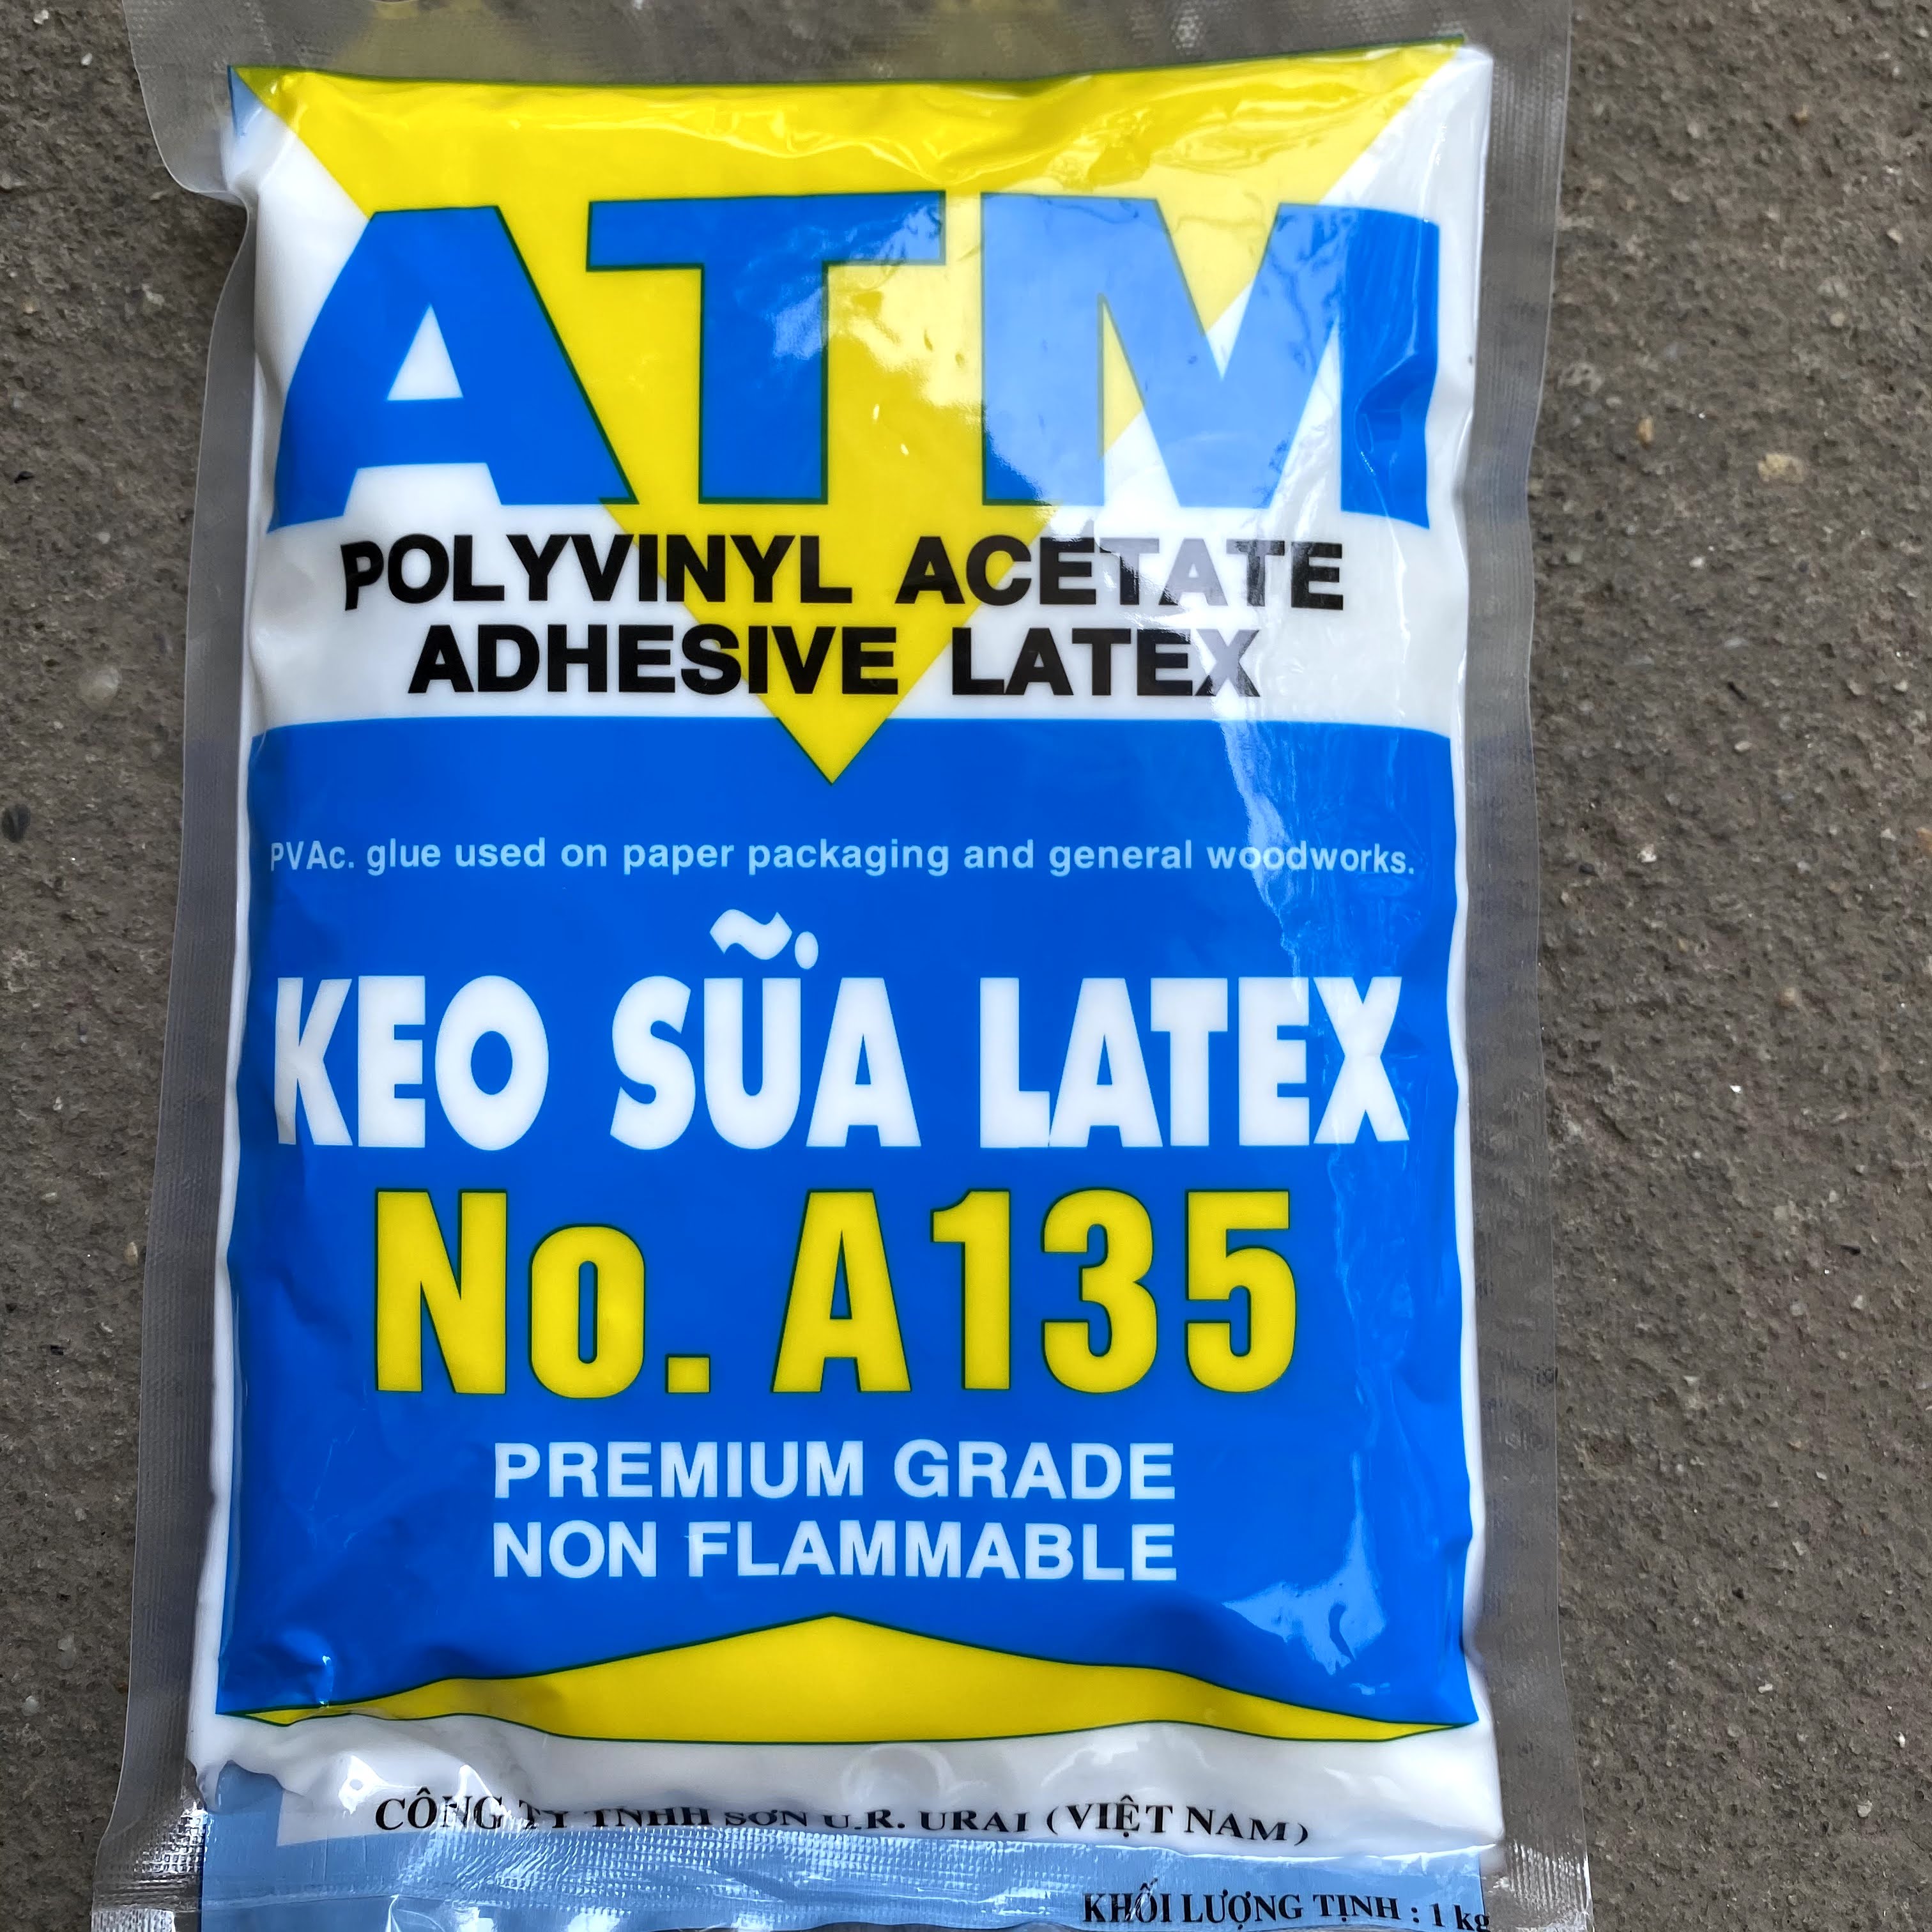 ATM
POLYVINYL ACETATE
ADHESIVE LATEX
PVAc. glue used on paper packaging and general woodworks.
KEO SỮA LATEX
No. A135
PREMIUM GRADE
NON FLAMMABLE
CÔNG TY TNHH SƠN U.R. URAI (VIỆT NAM)
KHỐI LƯỢNG TỊNH : 1 kg